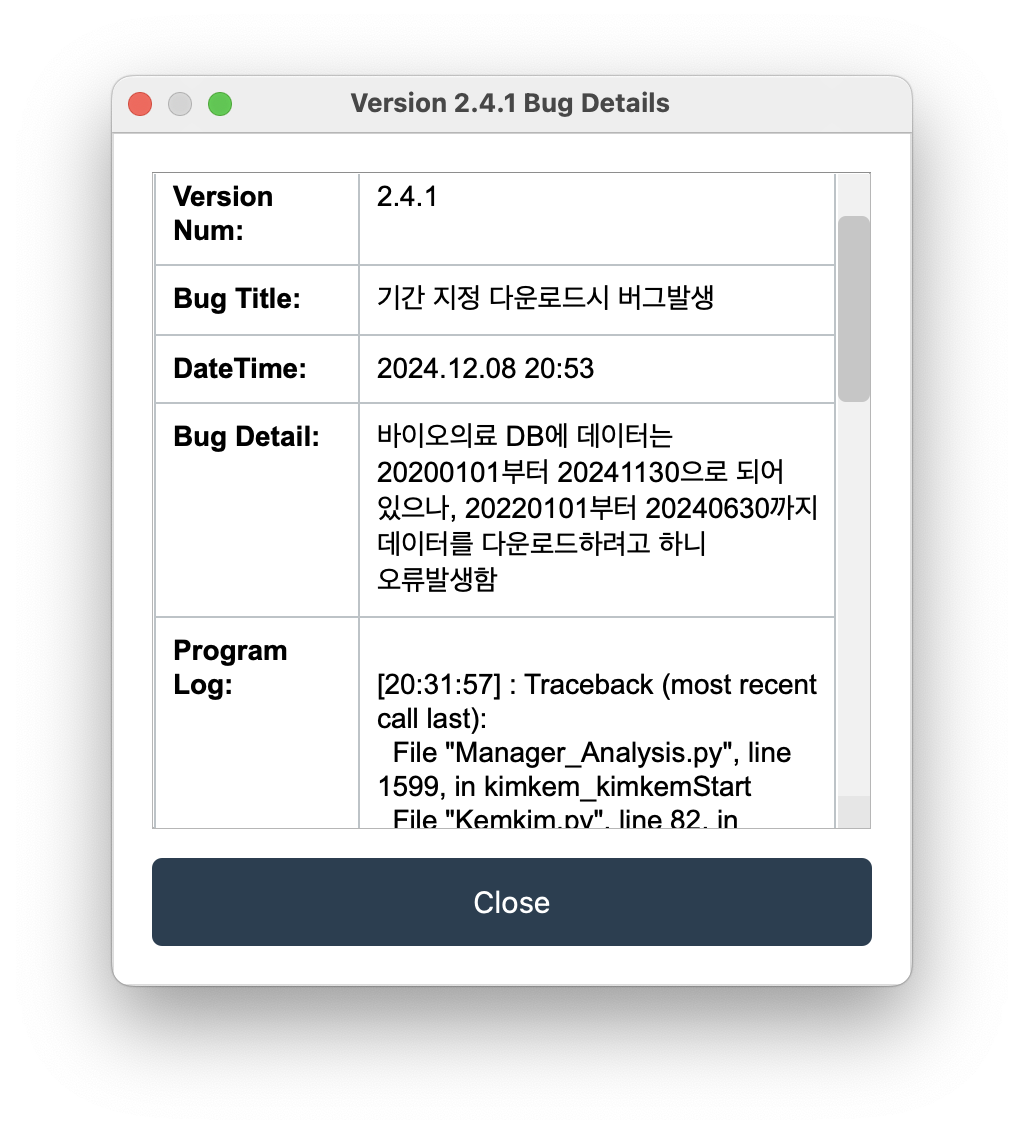 Version 2.4.1 Bug Details
Version
Num:
2.4.1
Bug Title:
기간 지정 다운로드시 버그발생
DateTime:
2024.12.08 20:53
Bug Detail:
바이오의료 DB에 데이터는
20200101부터 20241130으로 되어
있으나, 20220101부터 20240630까지
데이터를 다운로드하려고 하니
오류발생함
Program
Log:
[20:31:57] : Traceback (most recent
call last):
File "Manager_Analysis.py", line
1599, in kimkem_kimkemStart
File "Kemkim.py", line 82, in
Close